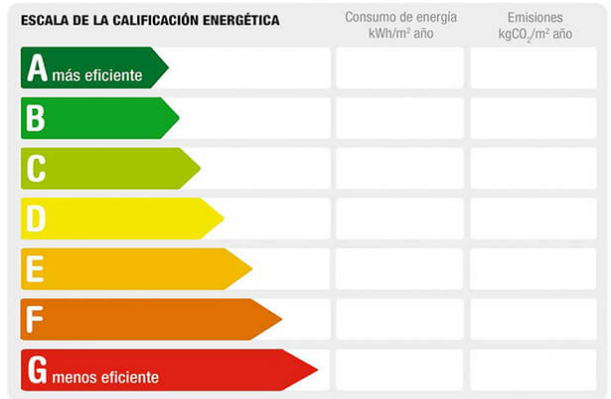 ESCALA DE LA CALIFICACIÓN ENERGÉTICA
Consumo de energía
kWh/m² año
Emisiones
kgCO₂/m² año
A más eficiente
B
C
D
E
F
G menos eficiente